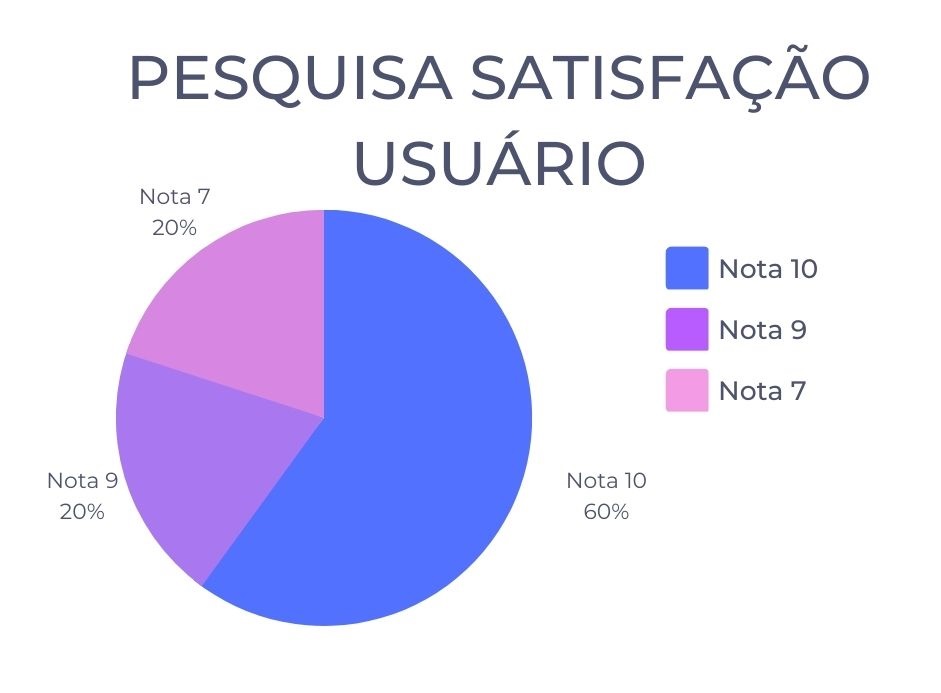 PESQUISA SATISFAÇÃO
USUÁRIO
Nota 7
20%
Nota 10
Nota 9
Nota 7
Nota 9
20%
Nota 10
60%